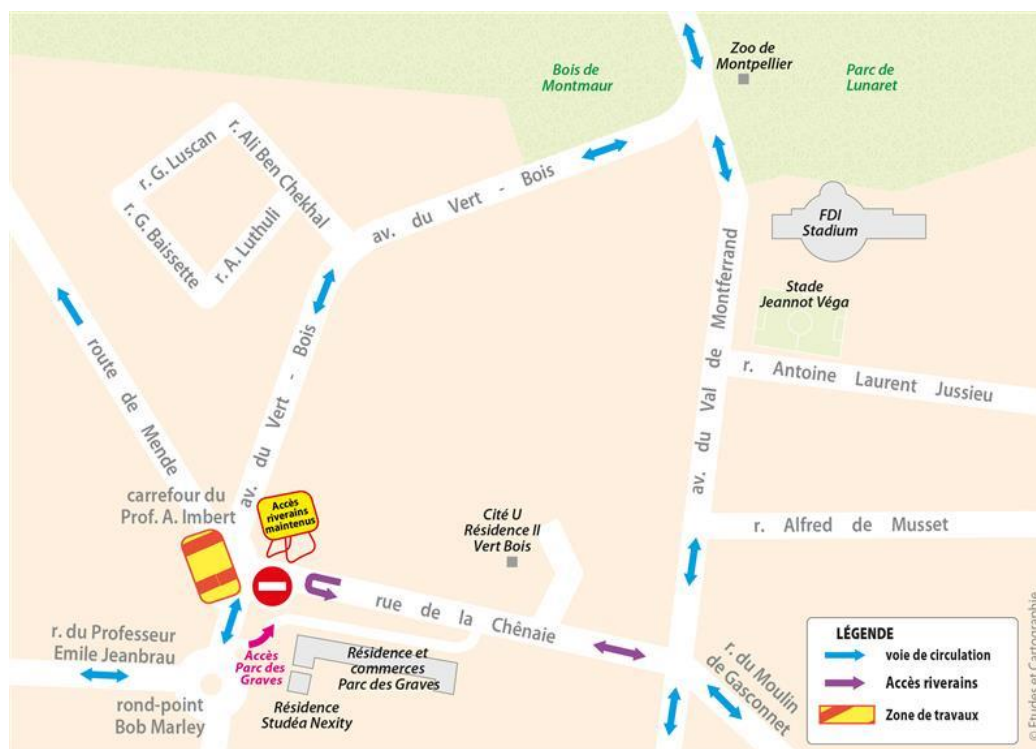 Bois de
Montmaur
Zoo de
Montpellier
Parc de
Lunaret
r. G. Luscan
r. Ali Ben Chekhal
r. G. Baissette
r. A. Luthuli
av. du Vert - Bois
FDI
Stadium
Stade
Jeannot Véga
route de Mende
av. du Vert - Bois
av. du Val de Montferrand
r. Antoine Laurent Jussieu
carrefour du
Prof. A. Imbert
Accès
riverains
maintenus
Cité U
Résidence II
Vert Bois
r. Alfred de Musset
rue de la Chênaie
r. du Professeur
Emile Jeanbrau
Accès
Parc des
Graves
Résidence et
commerces
Parc des Graves
Résidence
Studéa Nexity
rond-point
Bob Marley
r. du Moulin
de Gasconnet
LÉGENDE
voie de circulation
Accès riverains
Zone de travaux
© Etudes et Cartographie